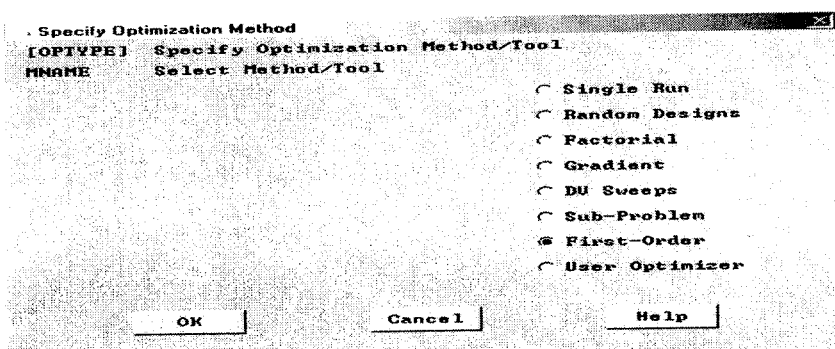 Specify Optimization Method
[OPTYPE] Specify Optimization Method/Tool
MNAME Select Method/Tool
Single Run
Random Designs
Factorial
Gradient
DV Sweeps
Sub-Problem
First-Order
User Optimizer
OK Cancel Help